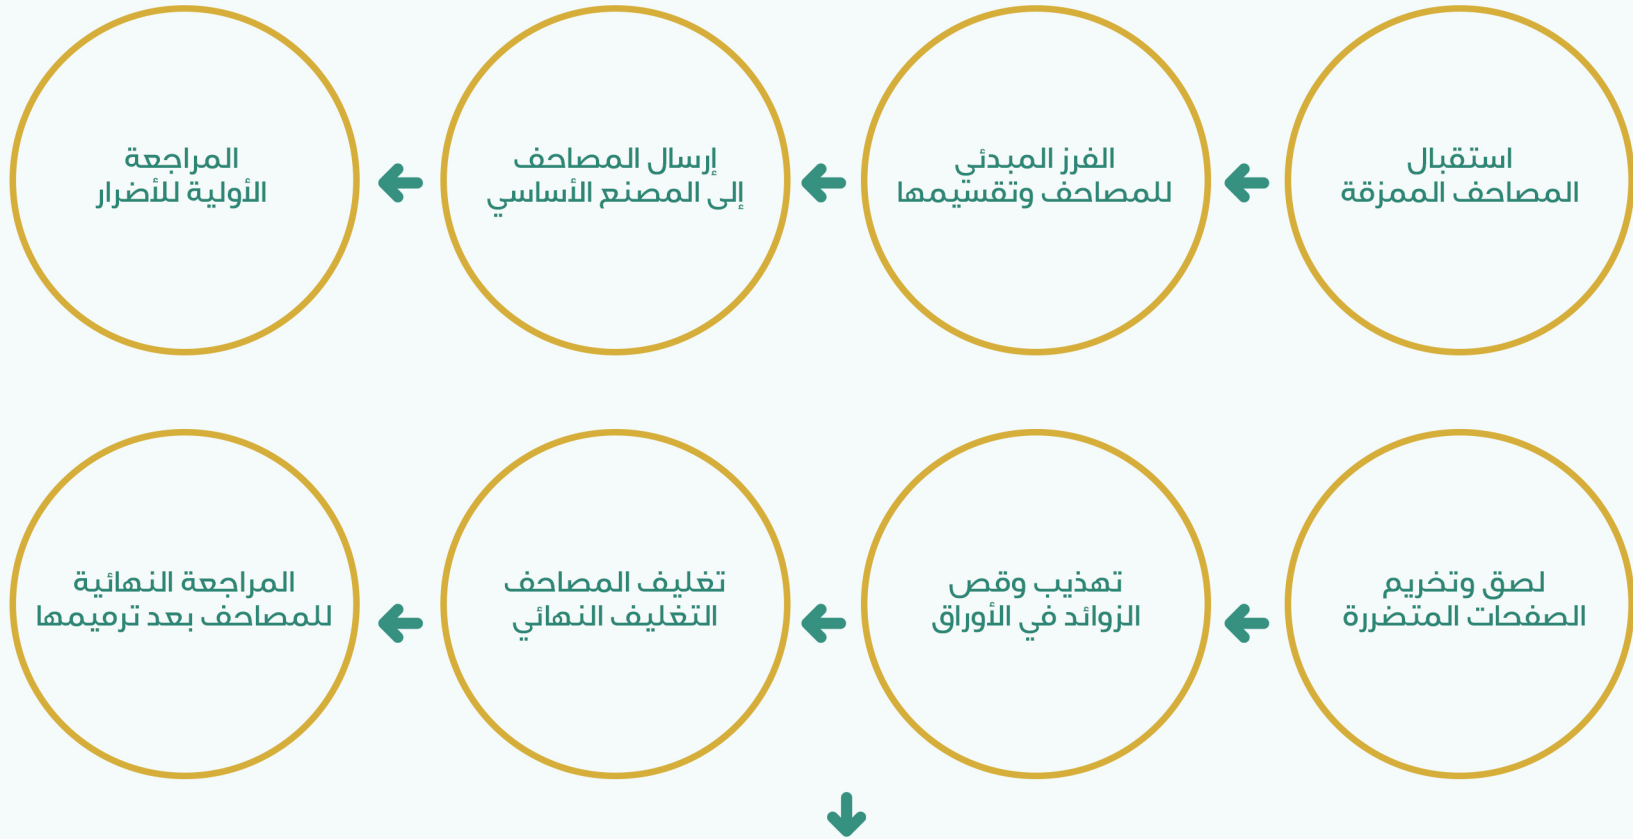 استقبال
المصاحف الممزقة
الفرز المبدئي
للمصاحف وتقسيمها
إرسال المصاحف
إلى المصنع الأساسي
المراجعة
الأولية للأضرار
لصق وتخريم
الصفحات المتضررة
تهذيب وقص
الزوائد في الأوراق
تغليف المصاحف
التغليف النهائي
المراجعة النهائية
للمصاحف بعد ترميمها